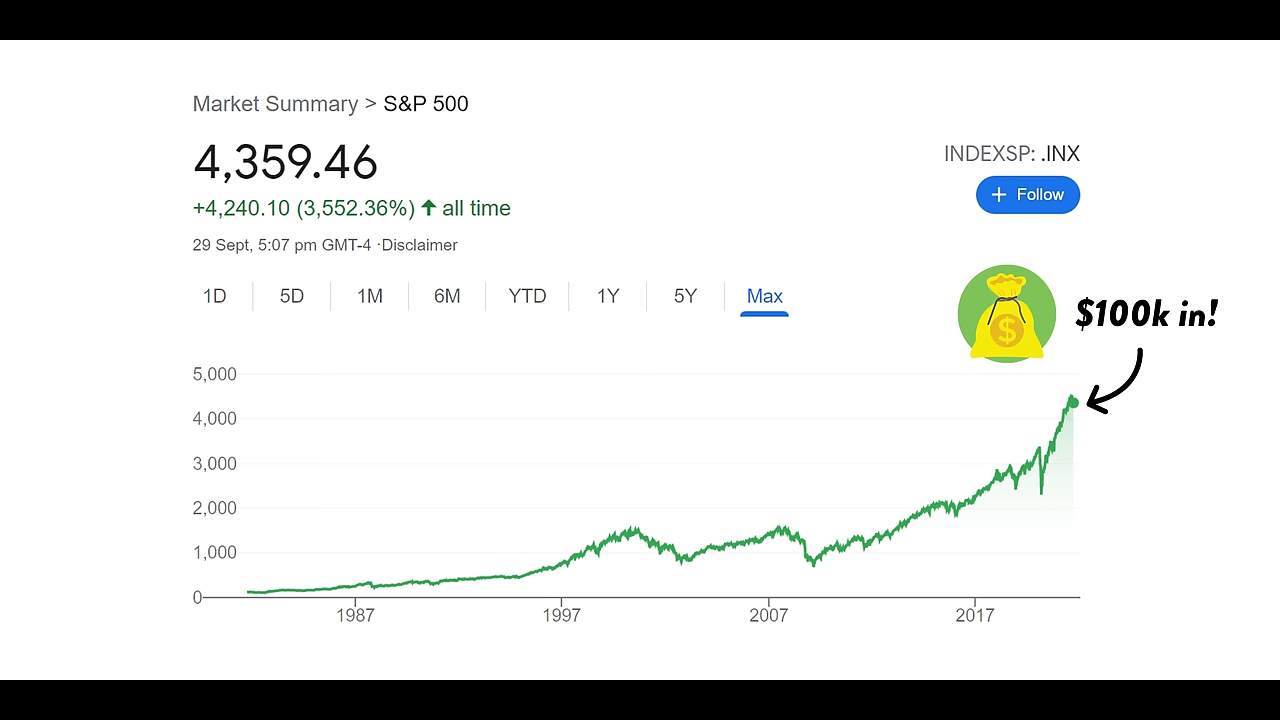 Market Summary > S&P 500
4,359.46
INDEXSP: .INX
+4,240.10 (3,552.36%) ↑ all time
+ Follow
29 Sept, 5:07 pm GMT-4 ·Disclaimer
1D 5D 1M 6M YTD 1Y 5Y Max
$
$100k in!
5,000
4,000
3,000
2,000
1,000
0
1987 1997 2007 2017